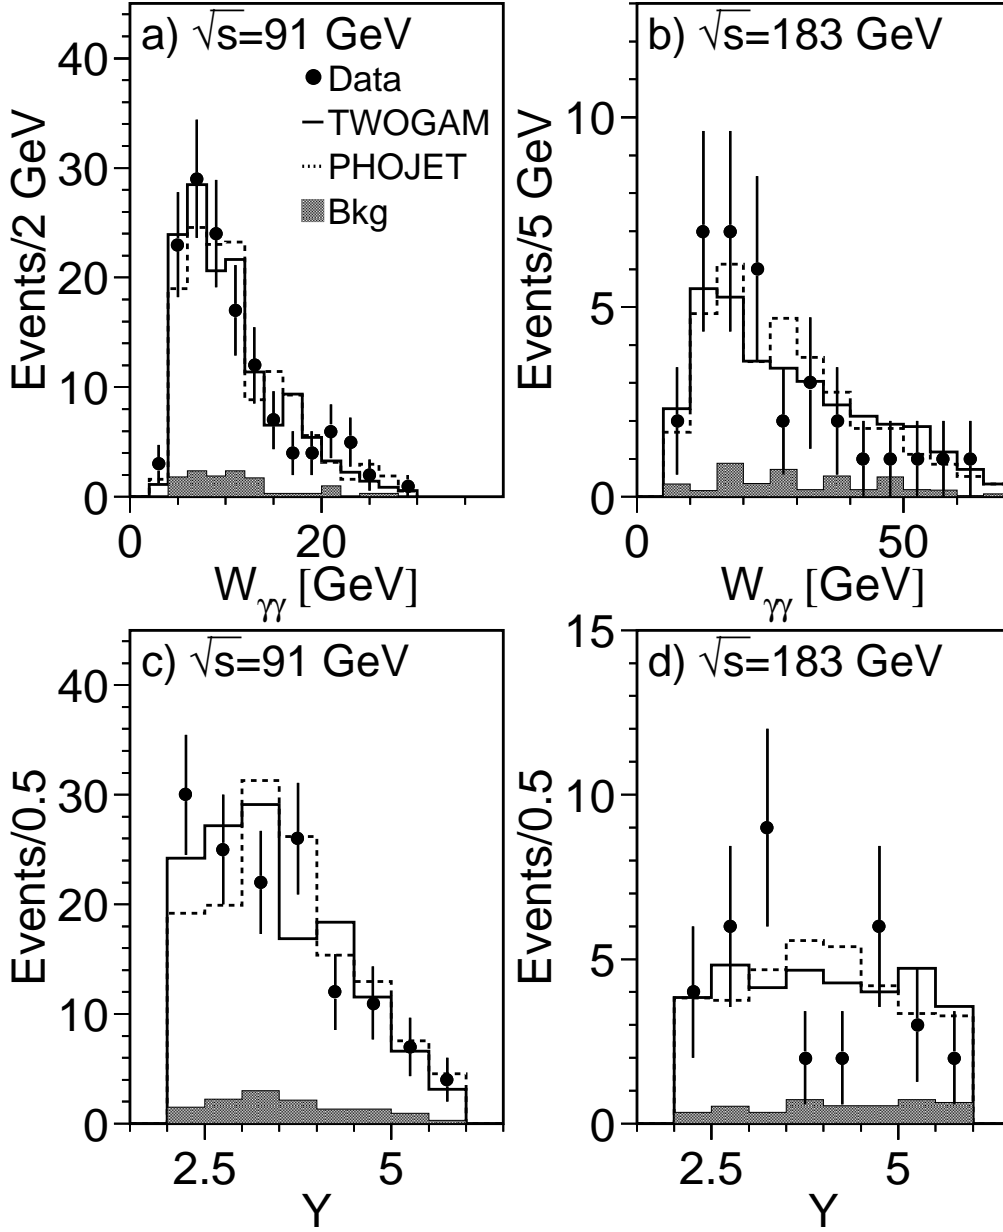 a) √s=91 GeV
Data
TWOGAM
PHOJET
Bkg
Events/2 GeV
40
30
20
10
0
0 20
Wγγ [GeV]
b) √s=183 GeV
Events/5 GeV
10
5
0
0 50
Wγγ [GeV]
c) √s=91 GeV
Events/0.5
40
30
20
10
0
2.5 5
Y
d) √s=183 GeV
Events/0.5
15
10
5
0
2.5 5
Y